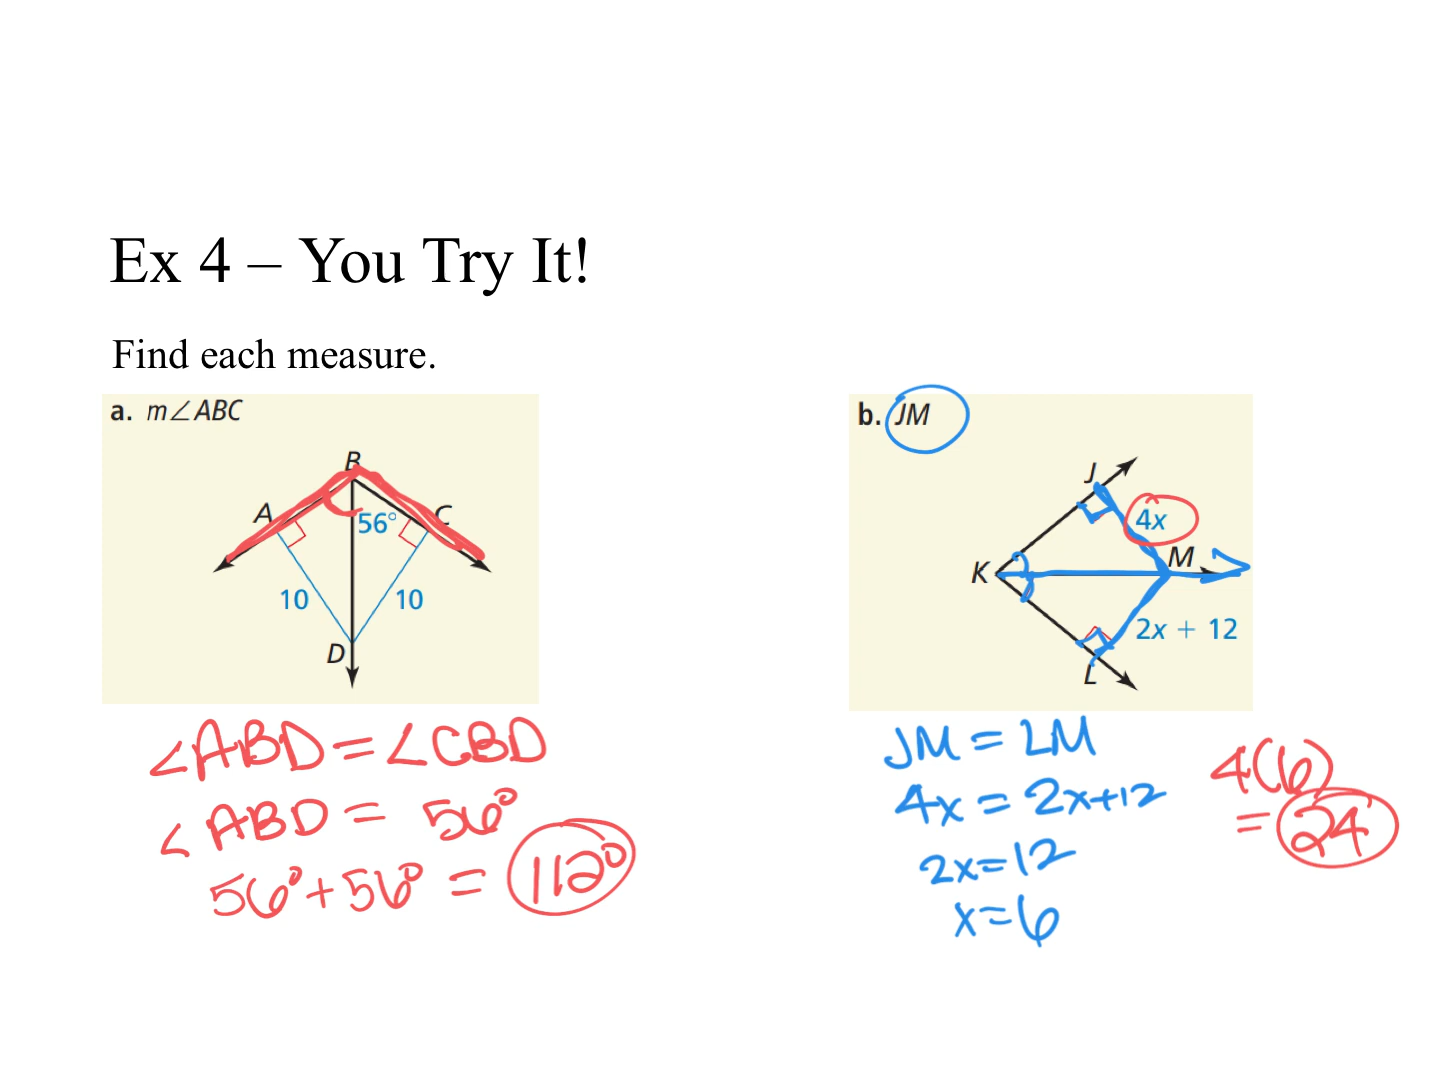 Ex 4 – You Try It!
Find each measure.
a. m∠ABC
B
A
C
56°
10
10
D
∠ABD = ∠CBD
∠ABD = 56°
56° + 56° = 112°
b. JM
J
4x
K
M
2x + 12
L
JM = LM
4x = 2x+12
2x = 12
x = 6
4(6)
= 24